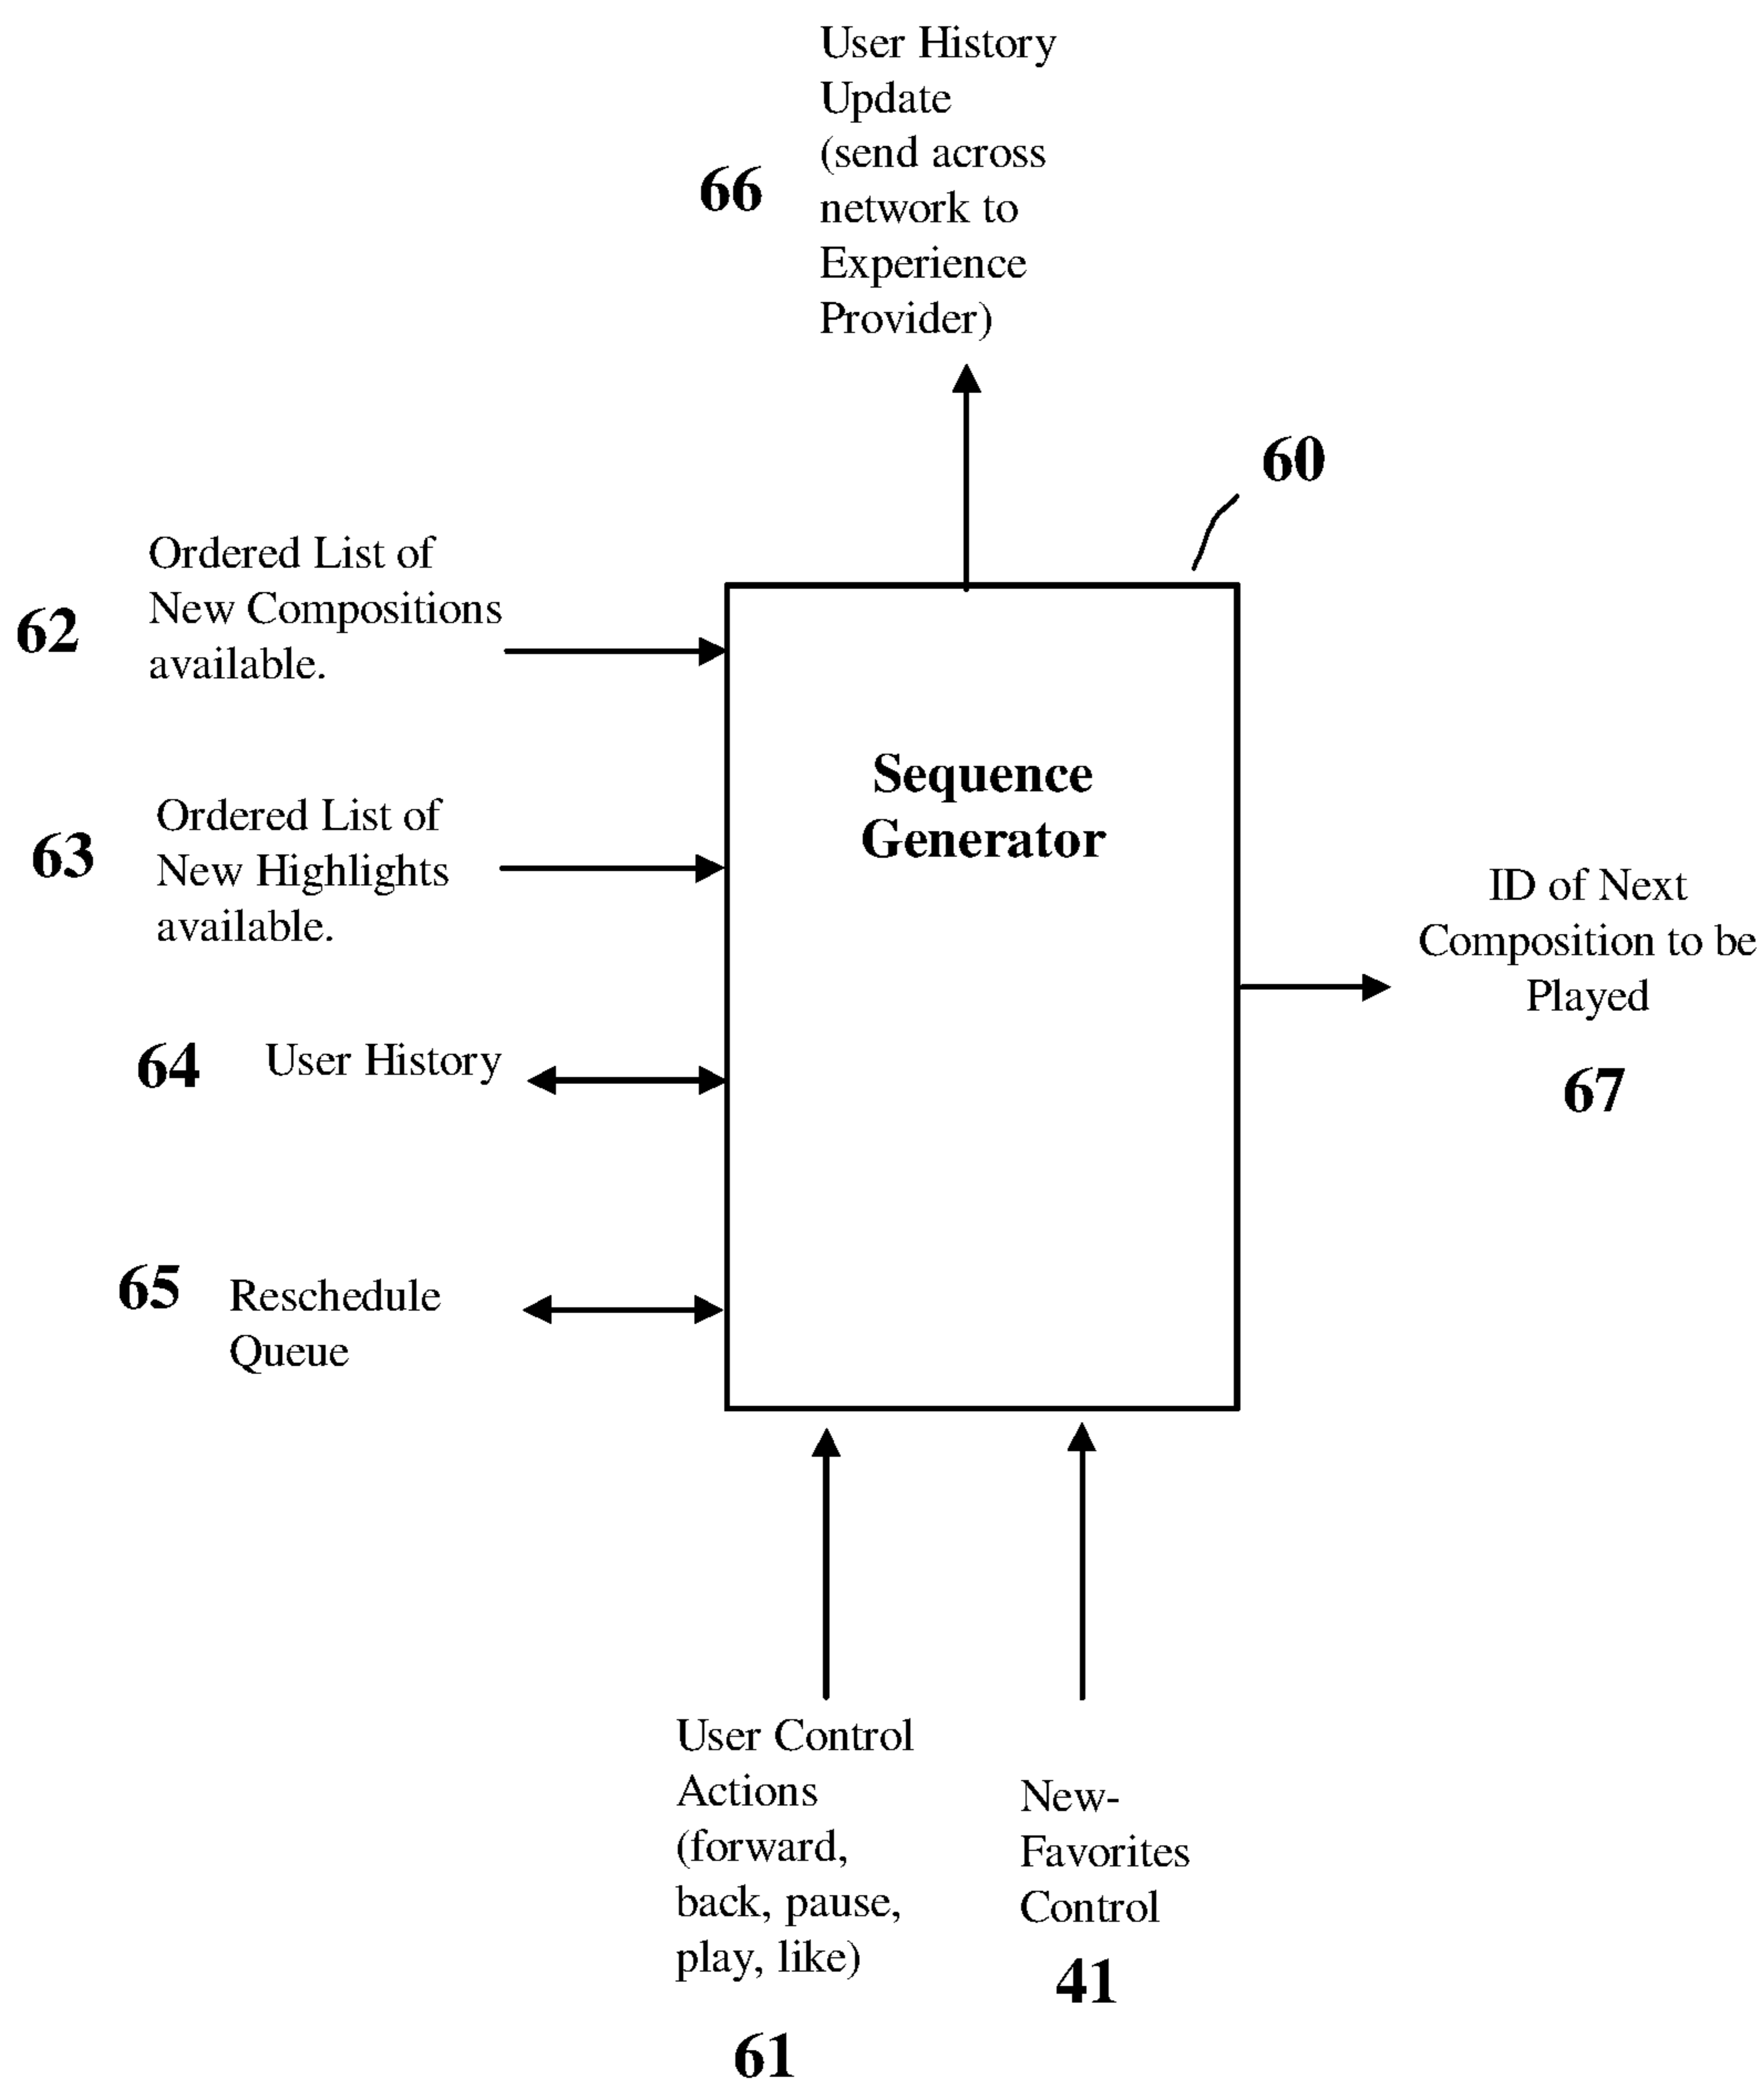 User History
Update
(send across
network to
Experience
Provider)
66
60
Ordered List of
New Compositions
available.
62
Sequence
Generator
Ordered List of
New Highlights
available.
63
ID of Next
Composition to be
Played
67
64
User History
65
Reschedule
Queue
User Control
Actions
(forward,
back, pause,
play, like)
61
New-
Favorites
Control
41